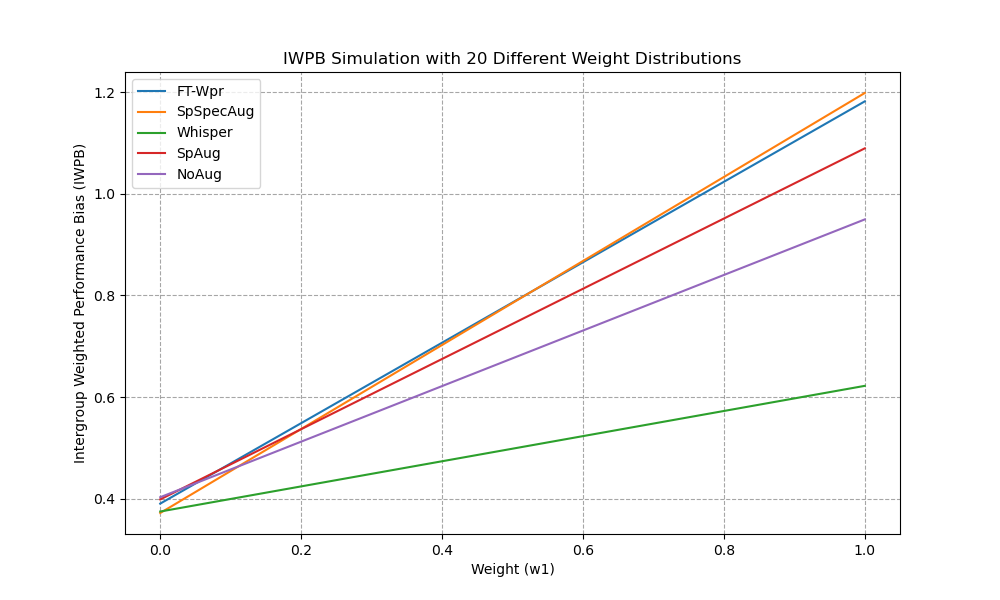 IWPB Simulation with 20 Different Weight Distributions
FT-Wpr
SpSpecAug
Whisper
SpAug
NoAug
Intergroup Weighted Performance Bias (IWPB)
1.2
1.0
0.8
0.6
0.4
0.0 0.2 0.4 0.6 0.8 1.0
Weight (w1)